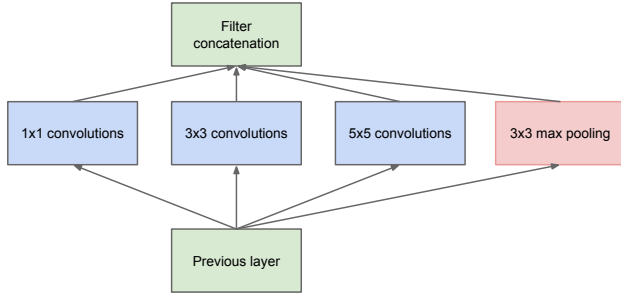 Filter
concatenation
1x1 convolutions
3x3 convolutions
5x5 convolutions
3x3 max pooling
Previous layer